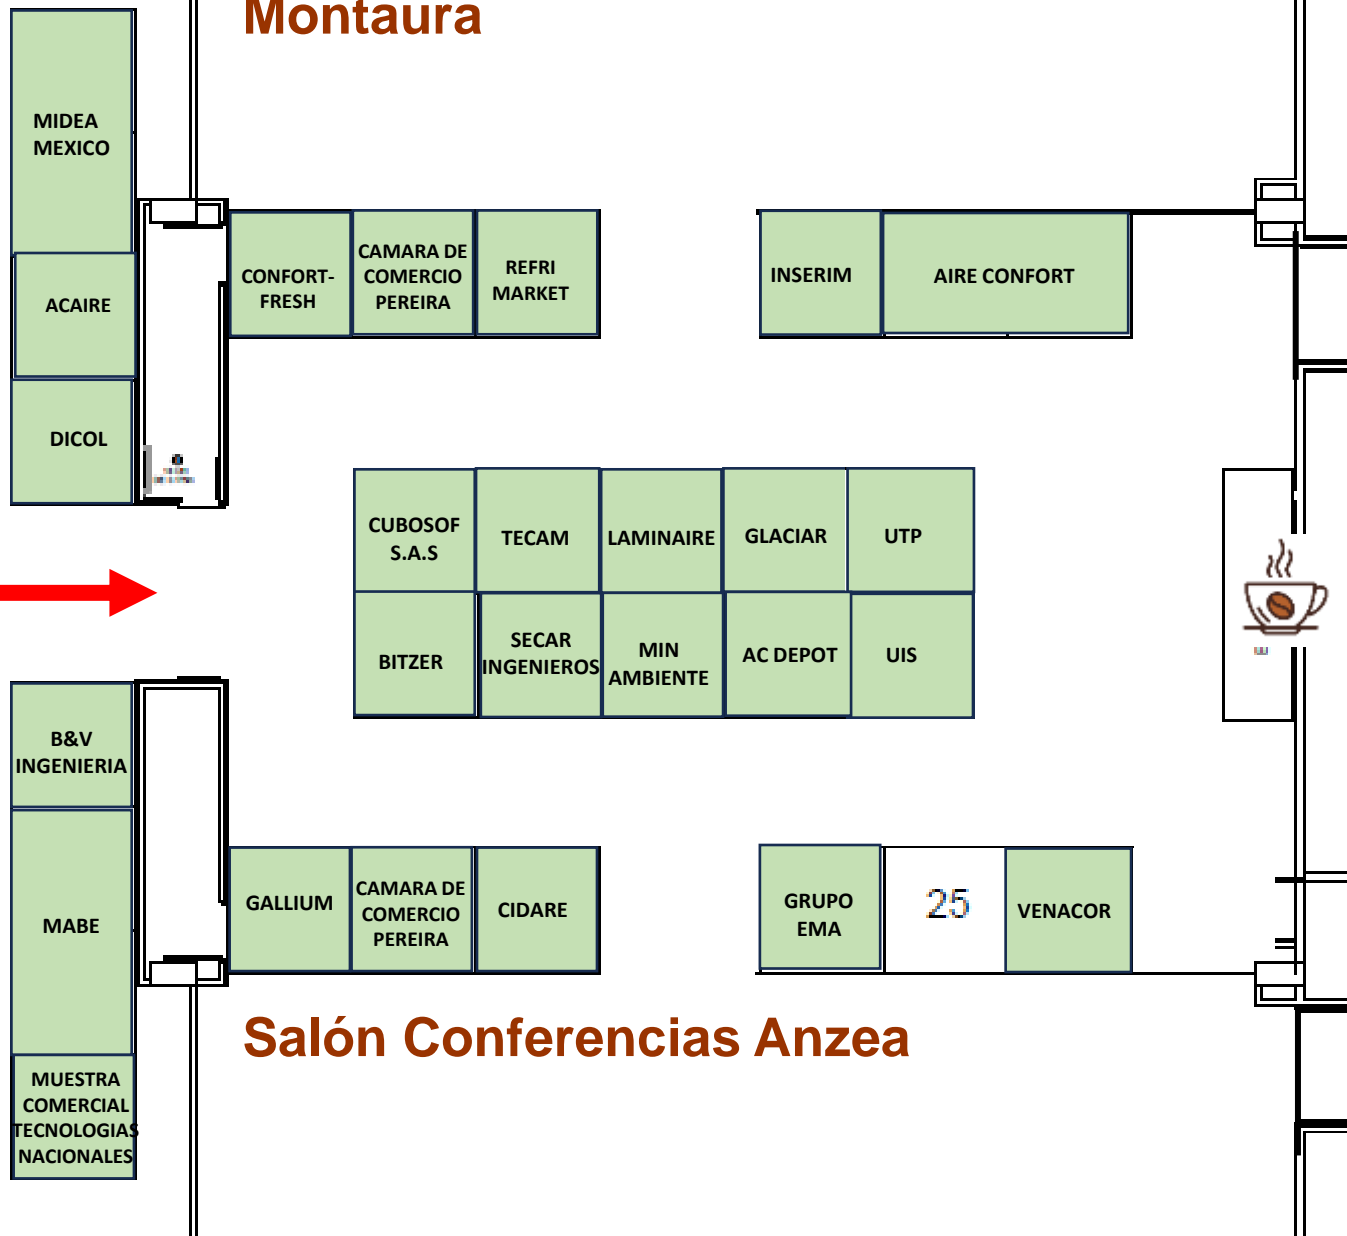 Montaura
MIDEA
MEXICO
ACAIRE
DICOL
CONFORT-
FRESH
CAMARA DE
COMERCIO
PEREIRA
REFRI
MARKET
INSERIM
AIRE CONFORT
CUBOSOF
S.A.S
TECAM
LAMINAIRE
GLACIAR
UTP
BITZER
SECAR
INGENIEROS
MIN
AMBIENTE
AC DEPOT
UIS
B&V
INGENIERIA
MABE
MUESTRA
COMERCIAL
TECNOLOGIAS
NACIONALES
GALLIUM
CAMARA DE
COMERCIO
PEREIRA
CIDARE
GRUPO
EMA
25
VENACOR
Salón Conferencias Anzea